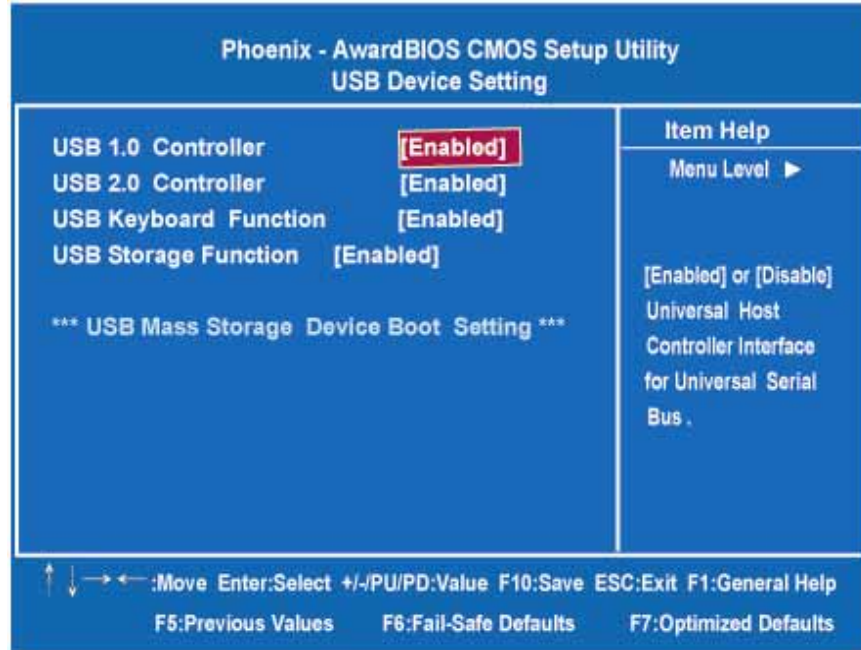 Phoenix - AwardBIOS CMOS Setup Utility
USB Device Setting
USB 1.0 Controller [Enabled]
USB 2.0 Controller [Enabled]
USB Keyboard Function [Enabled]
USB Storage Function [Enabled]
*** USB Mass Storage Device Boot Setting ***
Item Help
Menu Level ▶
[Enabled] or [Disable]
Universal Host
Controller Interface
for Universal Serial
Bus .
↑ ↓ → ← :Move Enter:Select +/-/PU/PD:Value F10:Save ESC:Exit F1:General Help
F5:Previous Values F6:Fail-Safe Defaults F7:Optimized Defaults